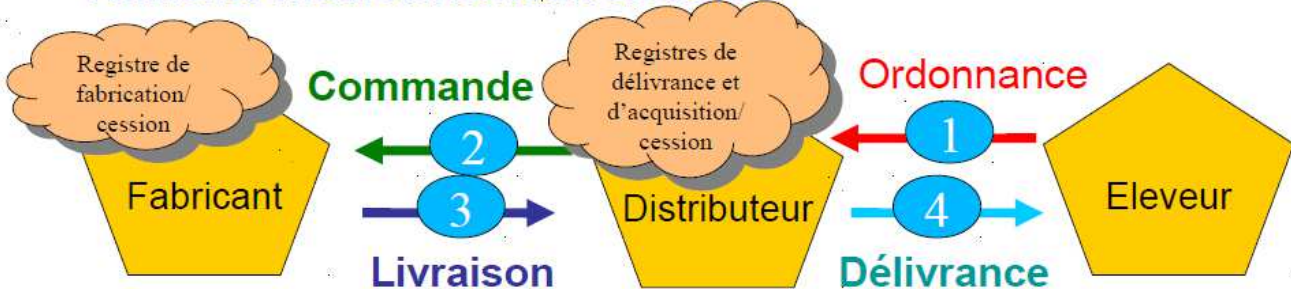 Registre de
fabrication/
cession
Commande
Registres de
délivrance et
d'acquisition/
cession
Ordonnance
2
1
Fabricant
3
Distributeur
4
Eleveur
Livraison
Délivrance